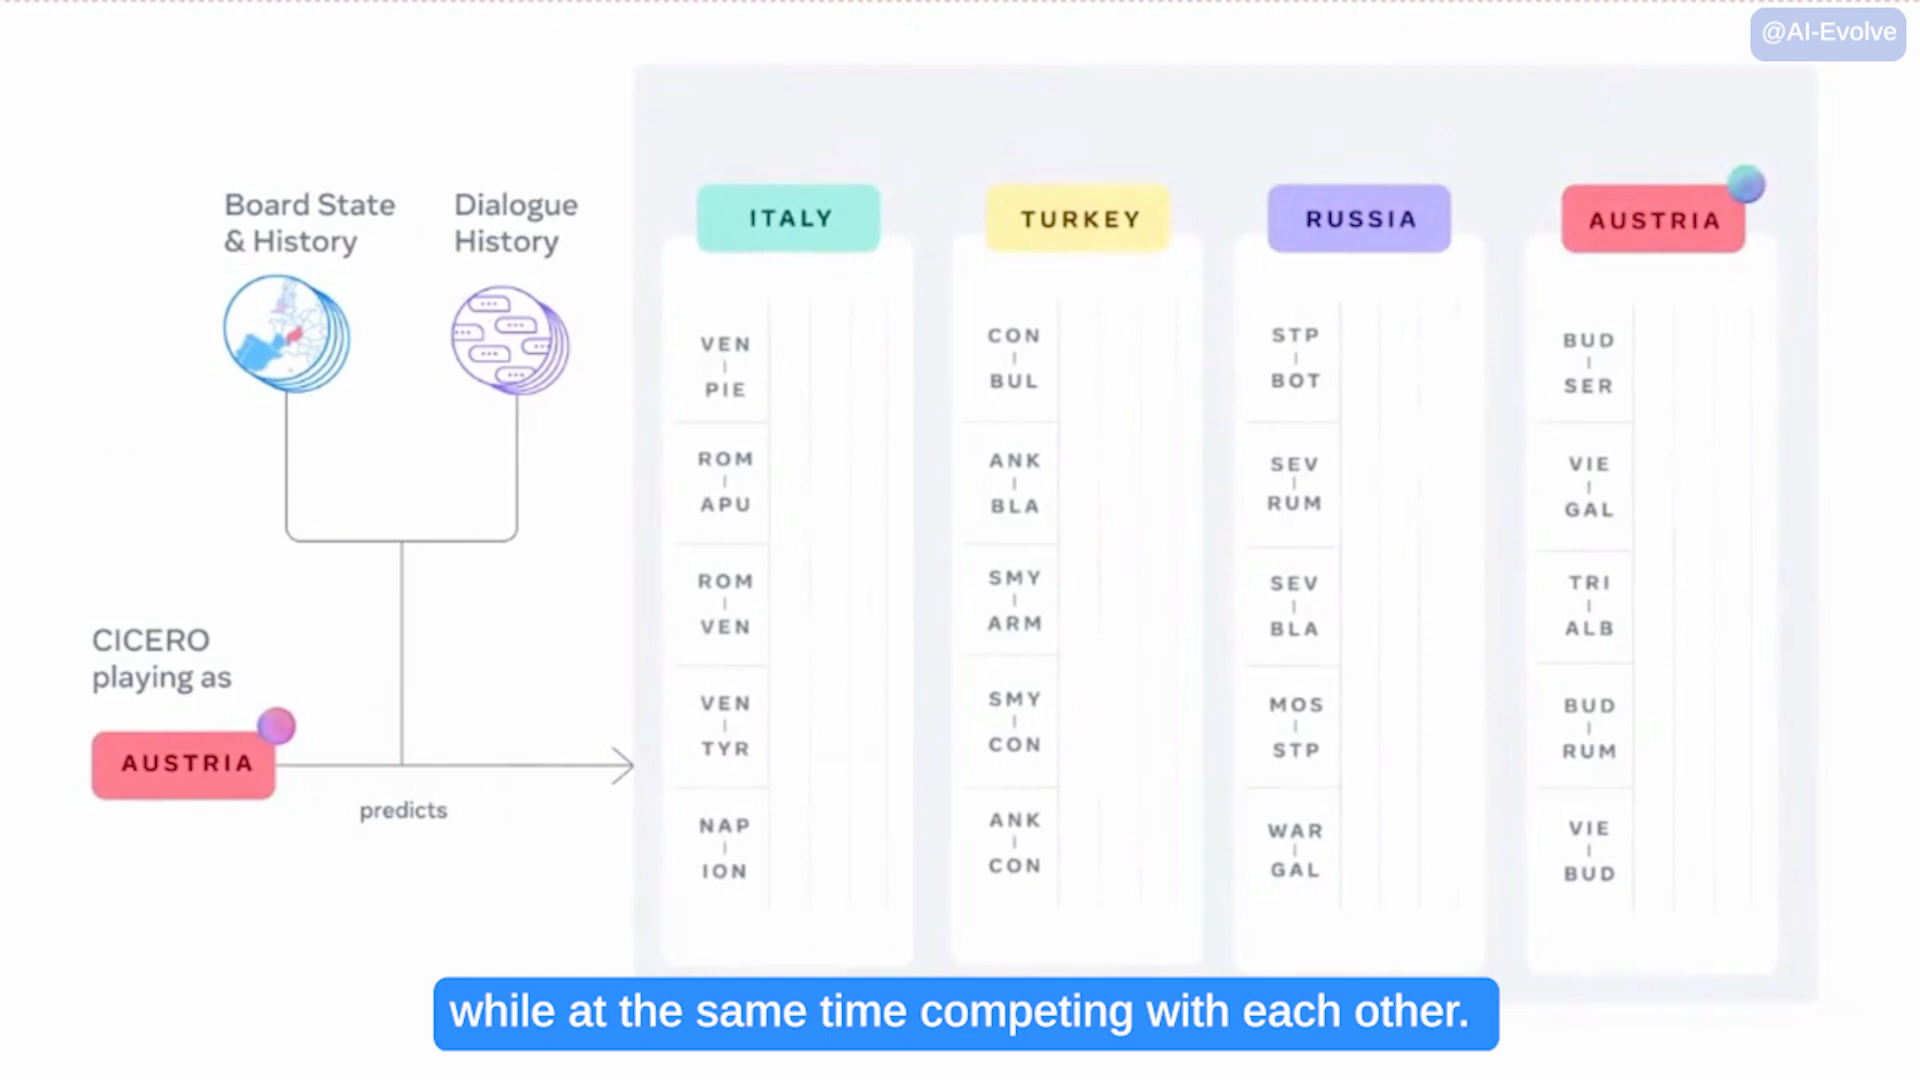 @AI-Evolve
Board State
& History
Dialogue
History
CICERO
playing as
AUSTRIA
predicts
ITALY
VEN
PIE
ROM
APU
ROM
VEN
VEN
TYR
NAP
ION
TURKEY
CON
BUL
ANK
BLA
SMY
ARM
SMY
CON
ANK
CON
RUSSIA
STP
BOT
SEV
RUM
SEV
BLA
MOS
STP
WAR
GAL
AUSTRIA
BUD
SER
VIE
GAL
TRI
ALB
BUD
RUM
VIE
BUD
while at the same time competing with each other.